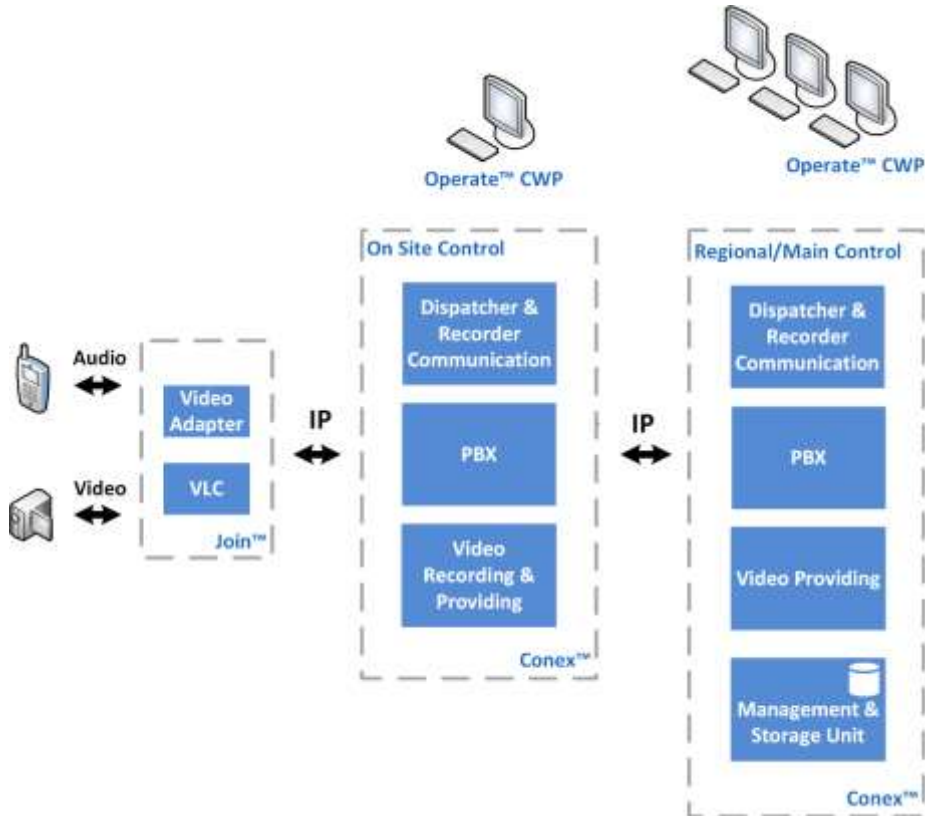 Operate™ CWP
Operate™ CWP
Audio
Video
Video
Adapter
VLC
Join™
IP
On Site Control
Dispatcher &
Recorder
Communication
PBX
Video
Recording &
Providing
Conex™
IP
Regional/Main Control
Dispatcher &
Recorder
Communication
PBX
Video Providing
Management &
Storage Unit
Conex™